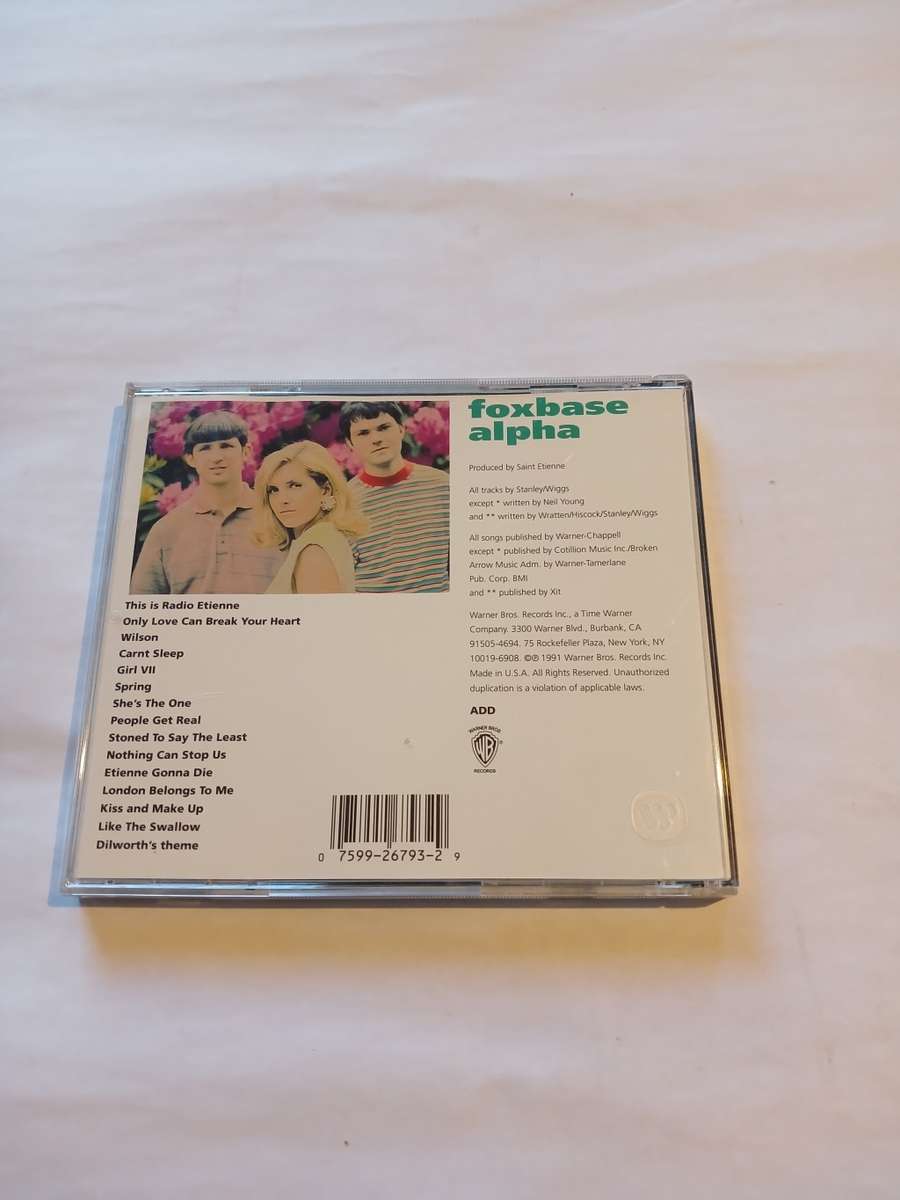 foxbase
alpha
Produced by Saint Etienne
All tracks by Stanley/Wiggs
except * written by Neil Young
and ** written by Wratten/Hiscock/Stanley/Wiggs
All songs published by Warner-Chappell
except * published by Cotillion Music Inc./Broken
Arrow Music Adm. by Warner-Tamerlane
Pub. Corp. BMI
and ** published by Xit
Warner Bros. Records Inc., a Time Warner
Company. 3300 Warner Blvd., Burbank, CA
91505-4694. 75 Rockefeller Plaza, New York, NY
10019-6908. ©℗ 1991 Warner Bros. Records Inc.
Made in U.S.A. All Rights Reserved. Unauthorized
duplication is a violation of applicable laws.
ADD
WARNER BROS.
WB
®
RECORDS
This is Radio Etienne
Only Love Can Break Your Heart
Wilson
Carnt Sleep
Girl VII
Spring
She's The One
People Get Real
Stoned To Say The Least
Nothing Can Stop Us
Etienne Gonna Die
London Belongs To Me
Kiss and Make Up
Like The Swallow
Dilworth's theme
0 7599-26793-2 9